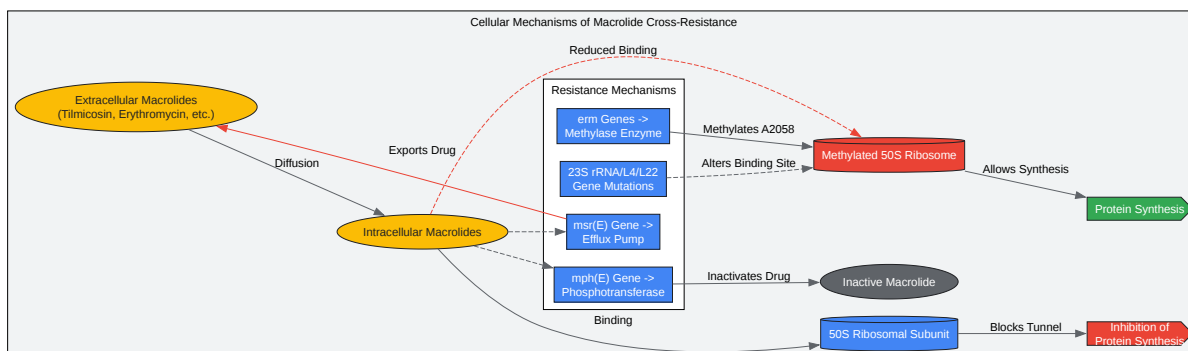 Cellular Mechanisms of Macrolide Cross-Resistance
Reduced Binding
Extracellular Macrolides
(Tilmicosin, Erythromycin, etc.)
Resistance Mechanisms
erm Genes ->
Methylase Enzyme
Methylates A2058
Exports Drug
Methylated 50S Ribosome
Diffusion
Alters Binding Site
23S rRNA/L4/L22
Gene Mutations
Allows Synthesis
Protein Synthesis
Intracellular Macrolides
msr(E) Gene ->
Efflux Pump
mph(E) Gene ->
Phosphotransferase
Inactivates Drug
Inactive Macrolide
Binding
50S Ribosomal Subunit
Blocks Tunnel
Inhibition of
Protein Synthesis